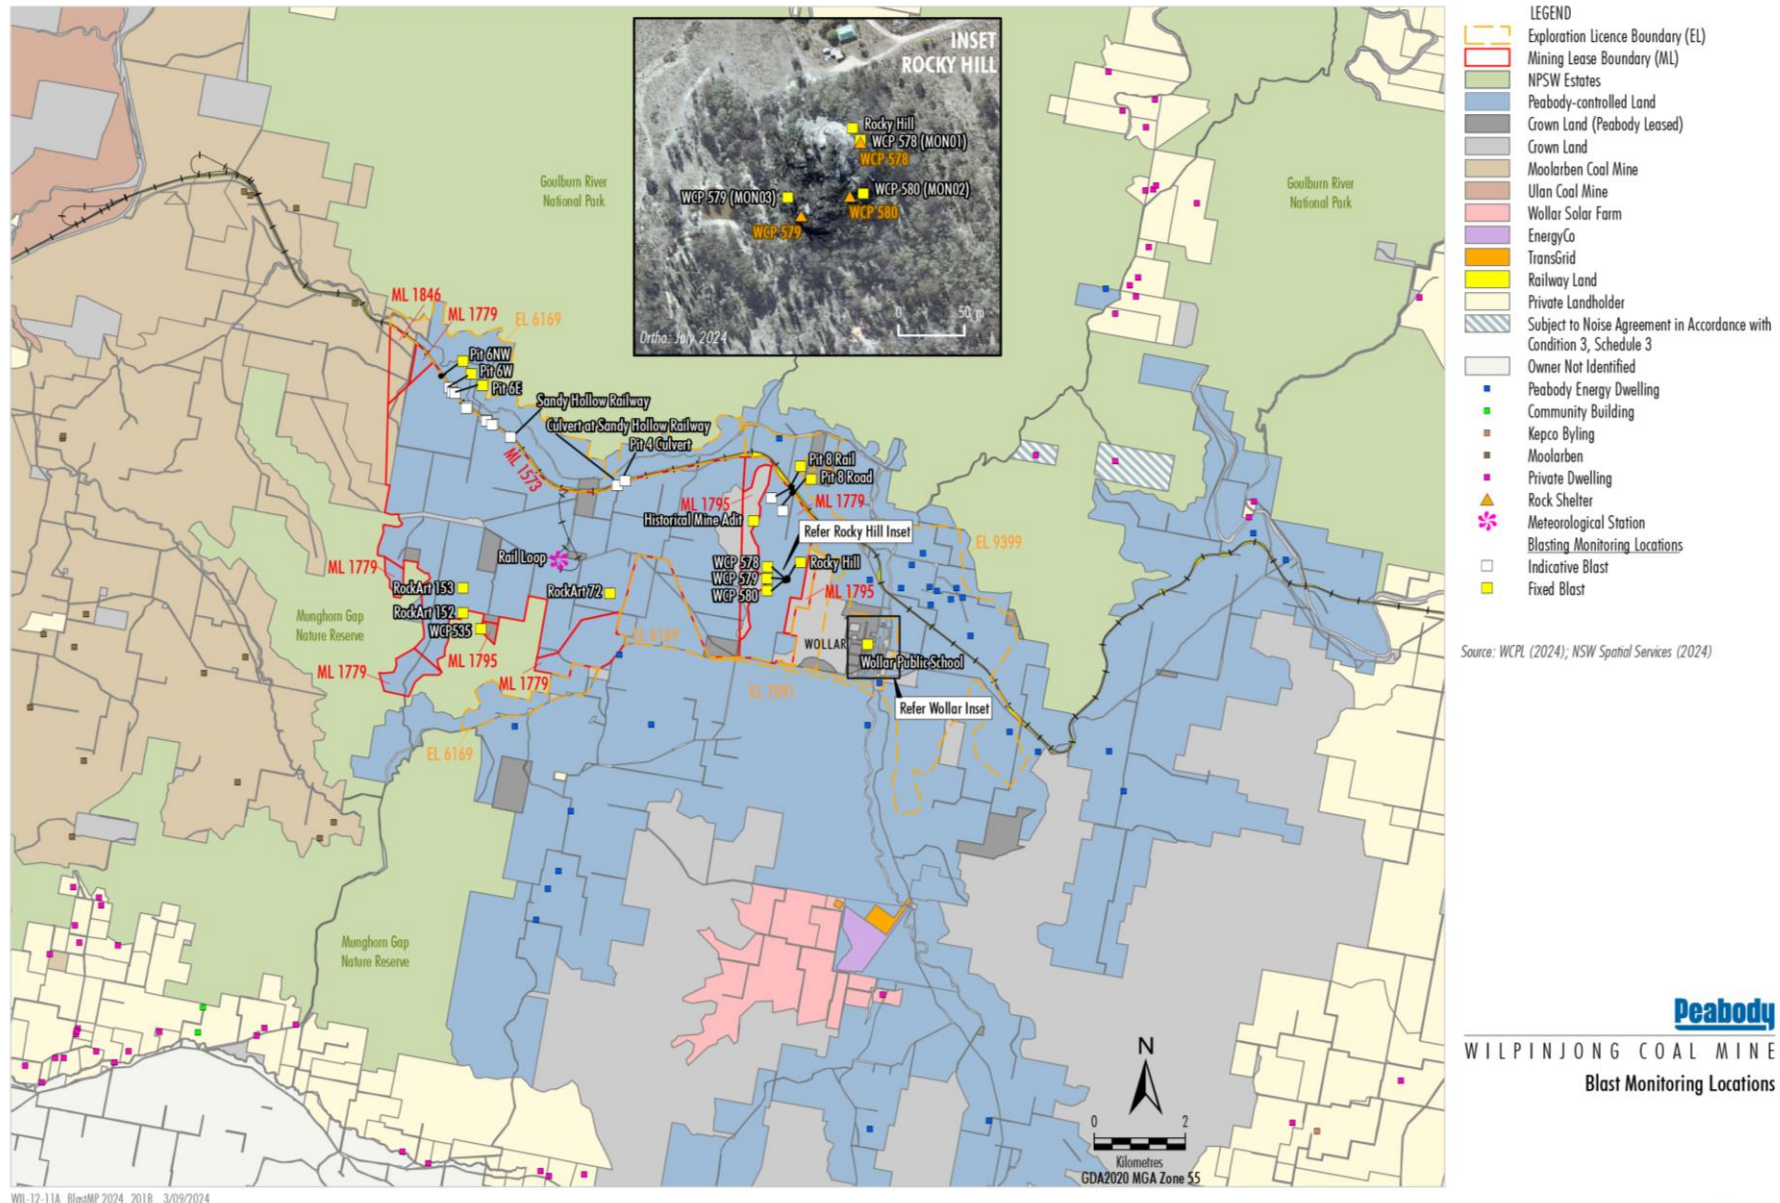 INSET
ROCKY HILL
Rocky Hill
WCP 578 (MON01)
WCP 578
WCP 579 (MON03)
WCP 580 (MON02)
WCP 580
WCP 579
0 50 m
Ortho: July 2024
Goulburn River
National Park
Goulburn River
National Park
ML 1846
ML 1779
EL 6169
Pit 6NW
Pit 6W
Pit 6E
Sandy Hollow Railway
Culvert at Sandy Hollow Railway
Pit 4 Culvert
ML 1573
Pit 8 Rail
Pit 8 Road
ML 1795
ML 1779
Historical Mine Adit
Refer Rocky Hill Inset
EL 9399
Rail Loop
WCP 578
WCP 579
WCP 580
Rocky Hill
ML 1779
RockArt 153
RockArt 72
ML 1795
RockArt 152
Munghorn Gap
Nature Reserve
WCP535
EL 6169
WOLLAR
Wollar Public School
ML 1795
ML 1779
ML 1779
EL 7091
Refer Wollar Inset
EL 6169
Munghorn Gap
Nature Reserve
N
0 2
Kilometres
GDA2020 MGA Zone 55
WIL-12-11A_BlastMP 2024_201B 3/09/2024
LEGEND
Exploration Licence Boundary (EL)
Mining Lease Boundary (ML)
NPSW Estates
Peabody-controlled Land
Crown Land (Peabody Leased)
Crown Land
Moolarben Coal Mine
Ulan Coal Mine
Wollar Solar Farm
EnergyCo
TransGrid
Railway Land
Private Landholder
Subject to Noise Agreement in Accordance with
Condition 3, Schedule 3
Owner Not Identified
Peabody Energy Dwelling
Community Building
Kepco Byling
Moolarben
Private Dwelling
Rock Shelter
Meteorological Station
Blasting Monitoring Locations
Indicative Blast
Fixed Blast
Source: WCPL (2024); NSW Spatial Services (2024)
Peabody
WILPINJONG COAL MINE
Blast Monitoring Locations